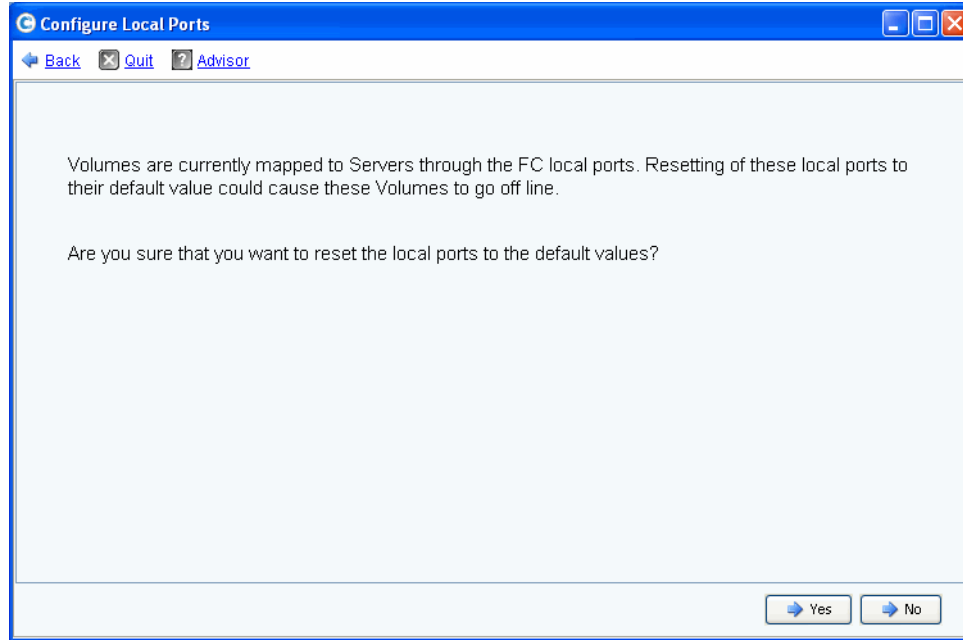 Configure Local Ports
Back Quit Advisor
Volumes are currently mapped to Servers through the FC local ports. Resetting of these local ports to
their default value could cause these Volumes to go off line.
Are you sure that you want to reset the local ports to the default values?
Yes No